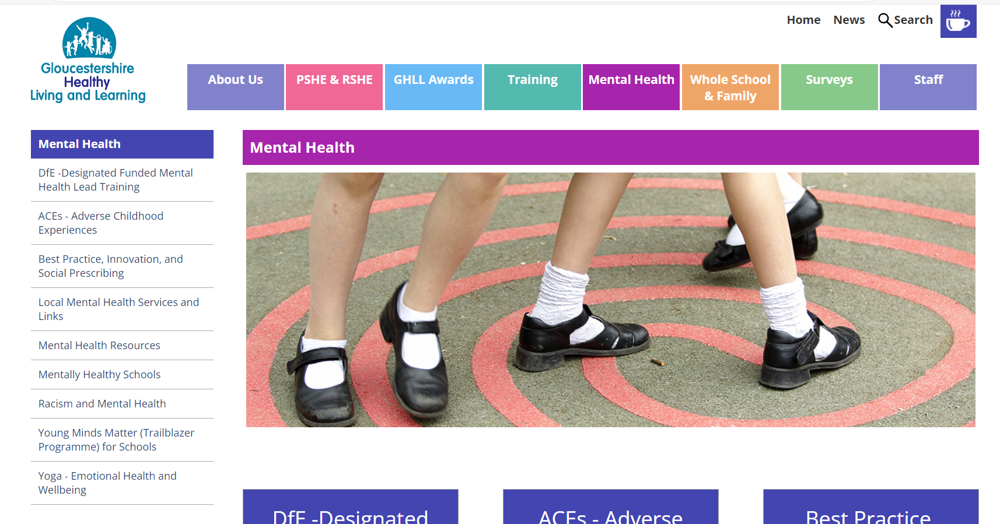 Home News Search
Gloucestershire
Healthy
Living and Learning
About Us
PSHE & RSHE
GHLL Awards
Training
Mental Health
Whole School
& Family
Surveys
Staff
Mental Health
DfE -Designated Funded Mental
Health Lead Training
ACEs - Adverse Childhood
Experiences
Best Practice, Innovation, and
Social Prescribing
Local Mental Health Services and
Links
Mental Health Resources
Mentally Healthy Schools
Racism and Mental Health
Young Minds Matter (Trailblazer
Programme) for Schools
Yoga - Emotional Health and
Wellbeing
Mental Health
DfE -Designated
ACEs - Adverse
Best Practice